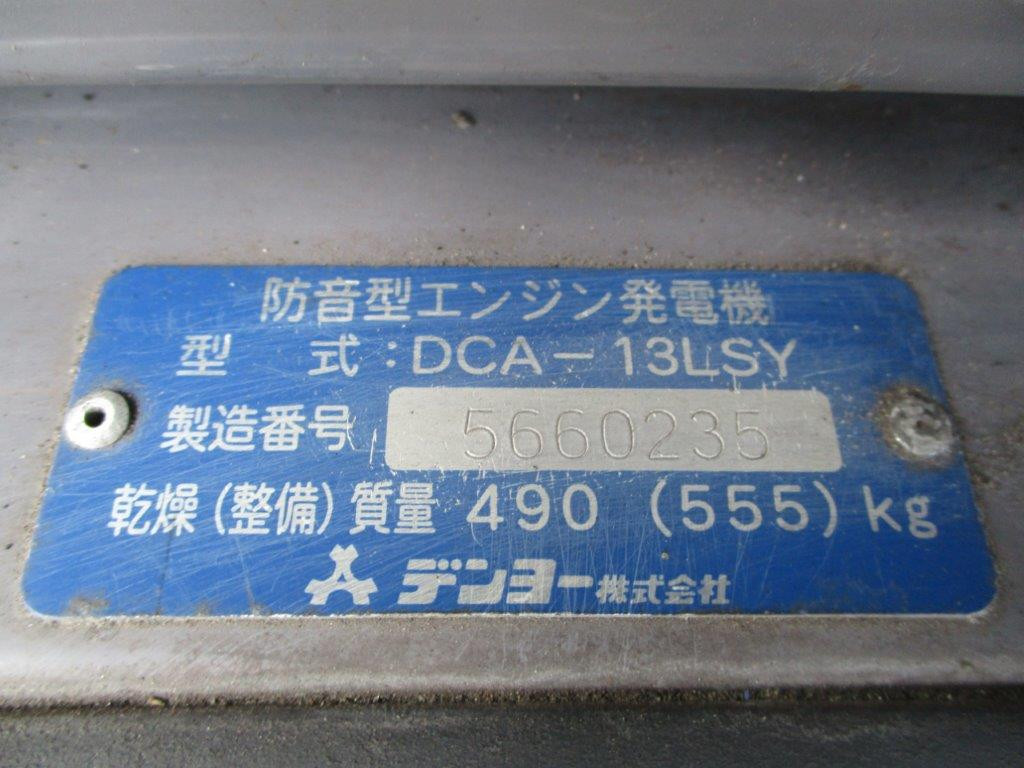 防音型エンジン発電機
型 式:DCA-13LSY
製造番号 5660235
乾燥(整備)質量 490 (555)kg
デンヨー株式会社